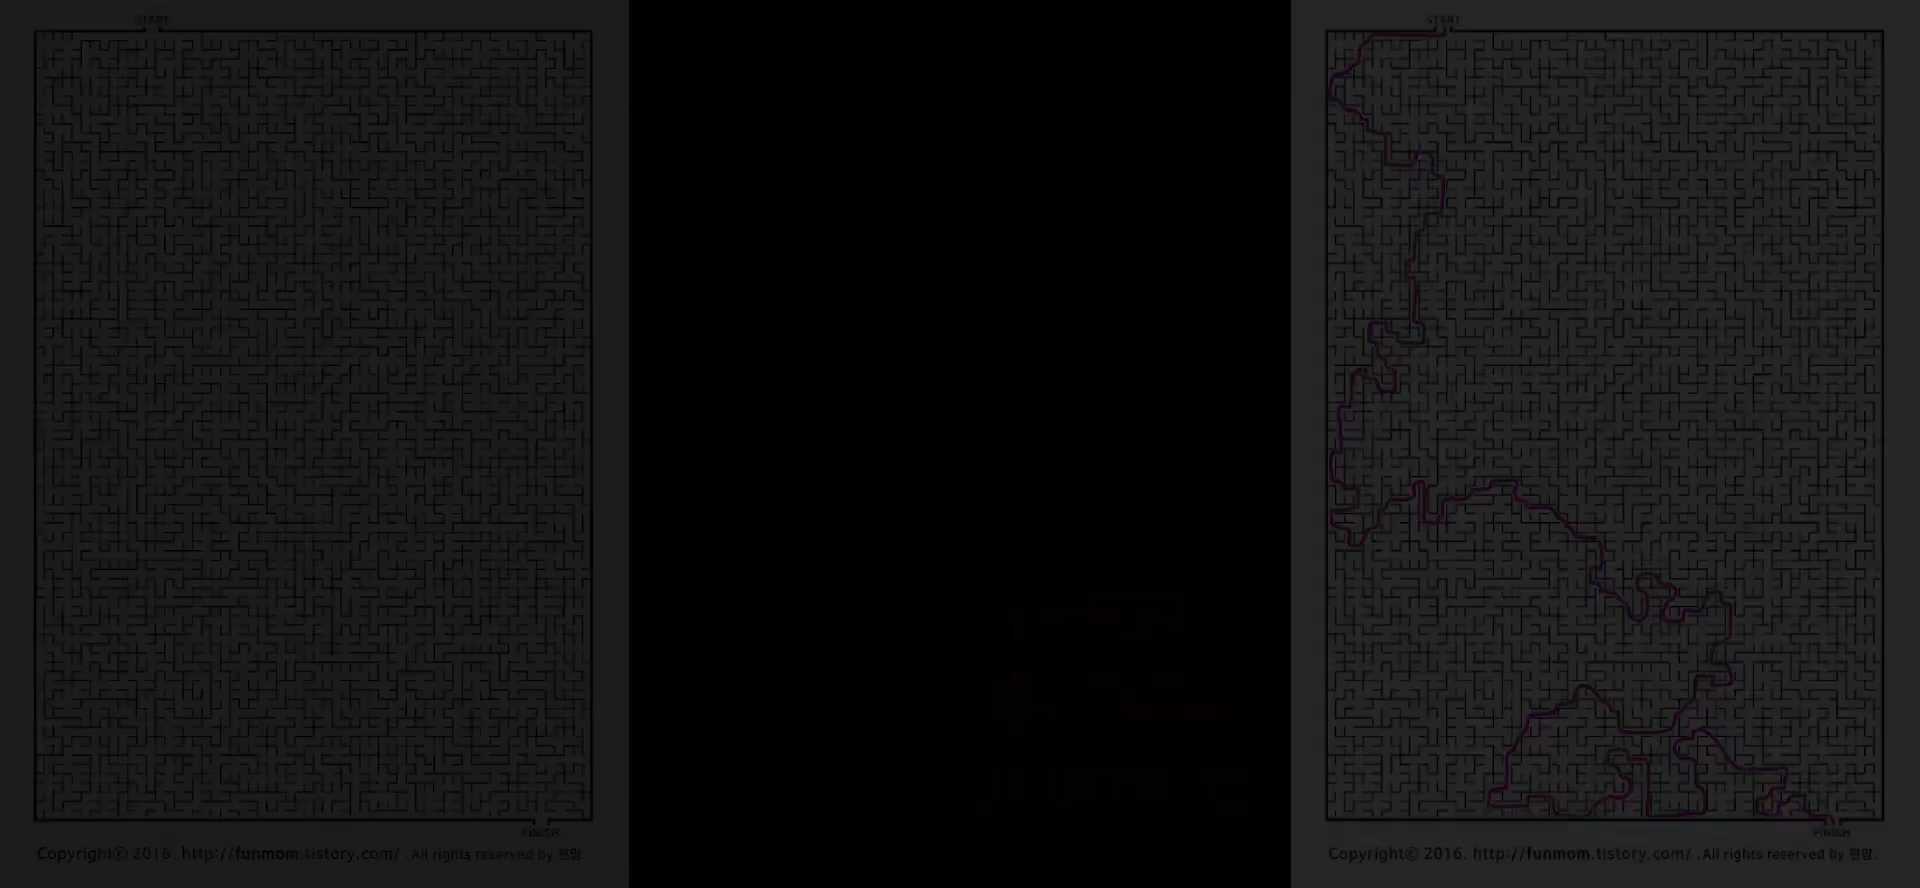 START
START
FINISH
FINISH
Copyright© 2016. http://funmom.tistory.com/ .All rights reserved by 펀맘.
Copyright© 2016. http://funmom.tistory.com/ .All rights reserved by 펀맘.